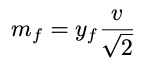 m_f = y_f \frac{v}{\sqrt{2}}